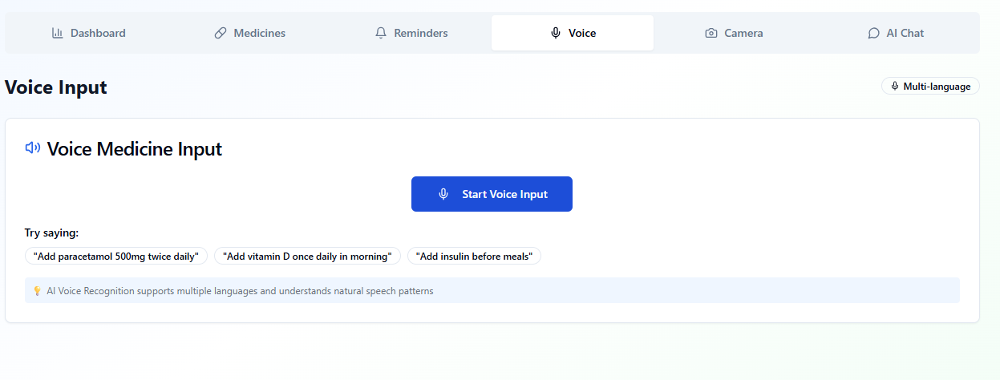 Dashboard Medicines Reminders Voice Camera AI Chat
Voice Input Multi-language
Voice Medicine Input
Start Voice Input
Try saying:
"Add paracetamol 500mg twice daily" "Add vitamin D once daily in morning" "Add insulin before meals"
💡 AI Voice Recognition supports multiple languages and understands natural speech patterns